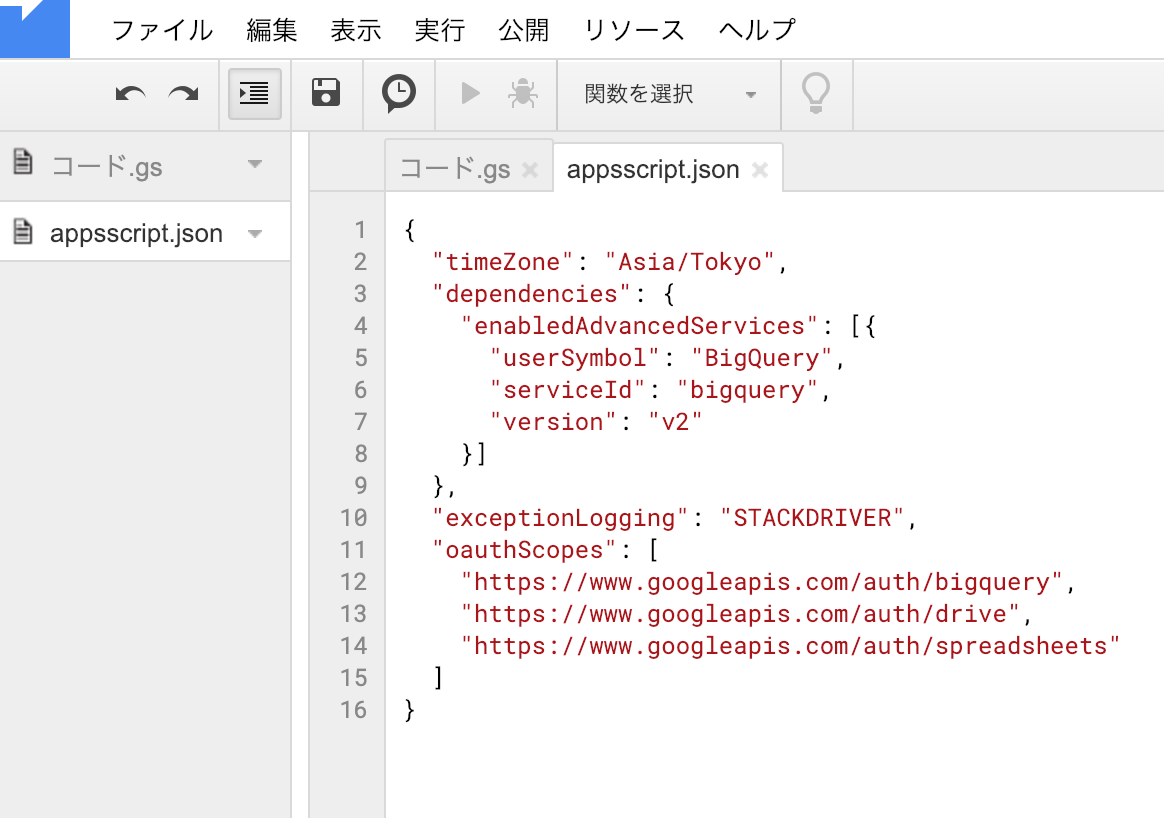 ファイル 編集 表示 実行 公開 リソース ヘルプ
関数を選択
コード.gs
appsscript.json
コード.gs appsscript.json
1 {
2 "timeZone": "Asia/Tokyo",
3 "dependencies": {
4 "enabledAdvancedServices": [{
5 "userSymbol": "BigQuery",
6 "serviceId": "bigquery",
7 "version": "v2"
8 }]
9 },
10 "exceptionLogging": "STACKDRIVER",
11 "oauthScopes": [
12 "https://www.googleapis.com/auth/bigquery",
13 "https://www.googleapis.com/auth/drive",
14 "https://www.googleapis.com/auth/spreadsheets"
15 ]
16 }